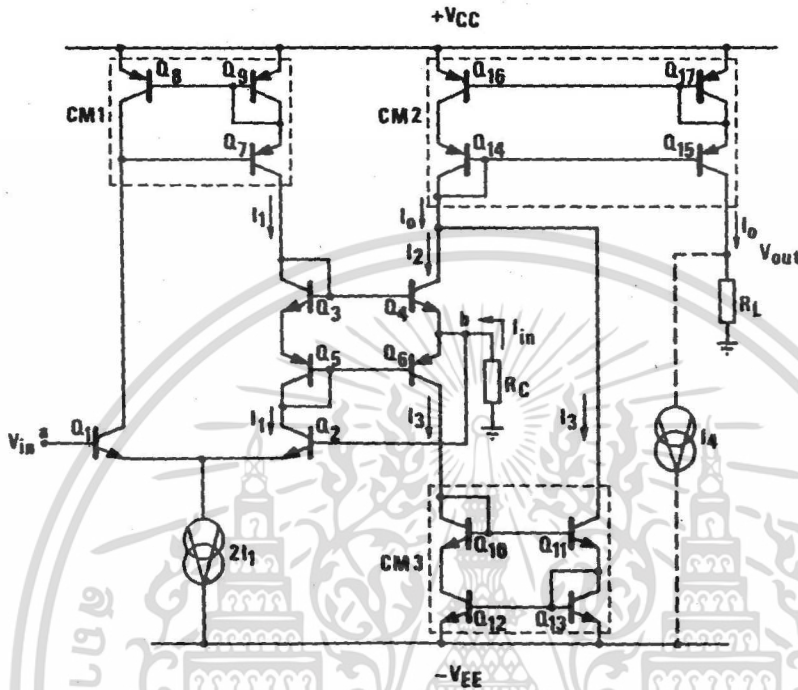 +VCC
Q8
Q9
Q16
Q17
CM1
CM2
Q7
Q14
Q15
I1
Io
I2
Io
Vout
Q3
Q4
b
Iin
RL
Q5
Q6
RC
I1
I3
I3
I4
Vin
a
Q1
Q2
2I1
Q10
Q11
CM3
Q12
Q13
-VEE